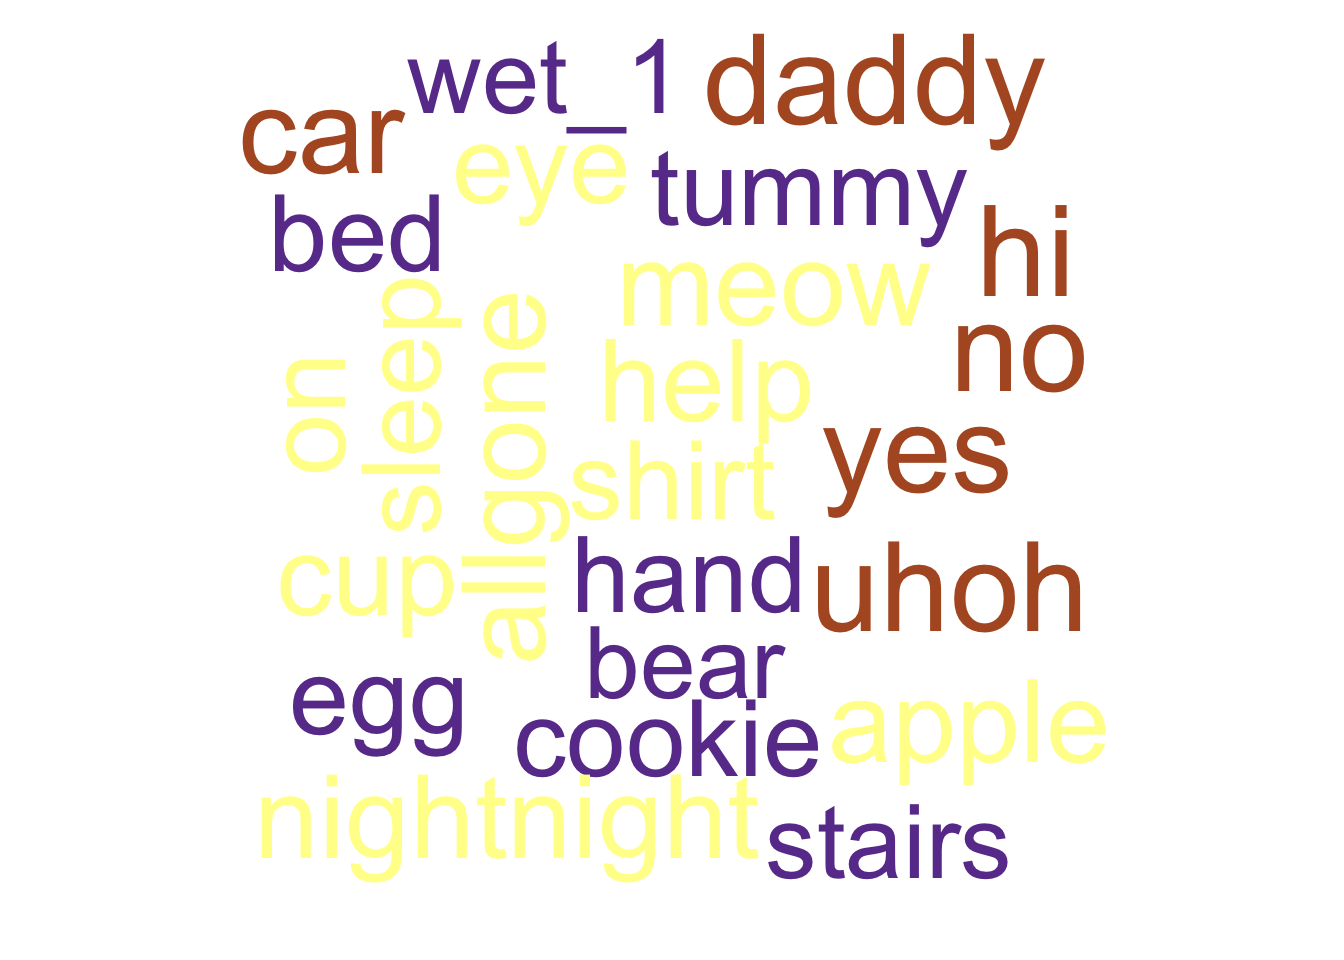 wet_1
daddy
car
eye
tummy
bed
hi
meow
no
on
sleep
allgone
help
yes
shirt
cup
hand
uhoh
bear
egg
cookie
apple
nightnight
stairs